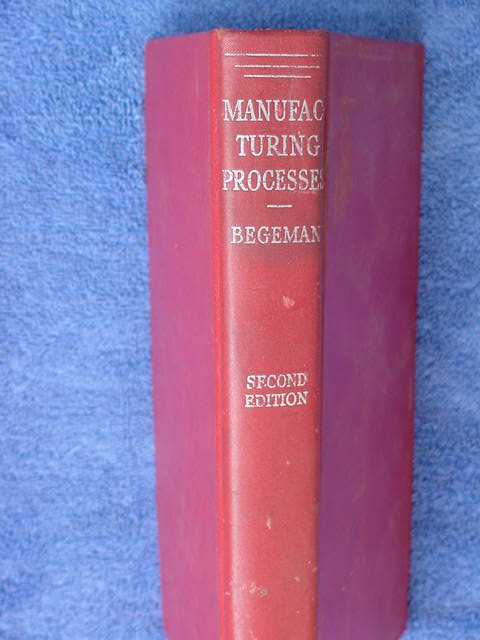 MANUFAC
TURING
PROCESSES
BEGEMAN
SECOND
EDITION